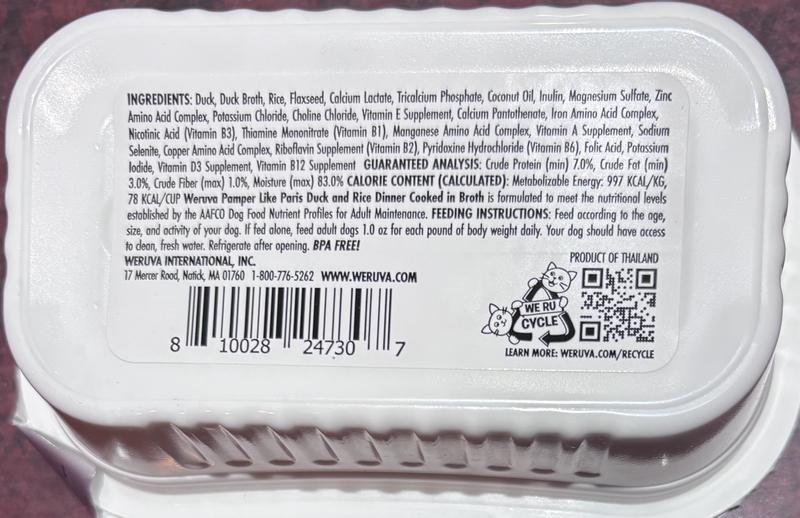 INGREDIENTS: Duck, Duck Broth, Rice, Flaxseed, Calcium Lactate, Tricalcium Phosphate, Coconut Oil, Inulin, Magnesium Sulfate, Zinc
Amino Acid Complex, Potassium Chloride, Choline Chloride, Vitamin E Supplement, Calcium Pantothenate, Iron Amino Acid Complex,
Nicotinic Acid (Vitamin B3), Thiamine Mononitrate (Vitamin B1), Manganese Amino Acid Complex, Vitamin A Supplement, Sodium
Selenite, Copper Amino Acid Complex, Riboflavin Supplement (Vitamin B2), Pyridoxine Hydrochloride (Vitamin B6), Folic Acid, Potassium
Iodide, Vitamin D3 Supplement, Vitamin B12 Supplement GUARANTEED ANALYSIS: Crude Protein (min) 7.0%, Crude Fat (min)
3.0%, Crude Fiber (max) 1.0%, Moisture (max) 83.0% CALORIE CONTENT (CALCULATED): Metabolizable Energy: 997 KCAL/KG,
78 KCAL/CUP Weruva Pamper Like Paris Duck and Rice Dinner Cooked in Broth is formulated to meet the nutritional levels
established by the AAFCO Dog Food Nutrient Profiles for Adult Maintenance. FEEDING INSTRUCTIONS: Feed according to the age,
size, and activity of your dog. If fed alone, feed adult dogs 1.0 oz for each pound of body weight daily. Your dog should have access
to clean, fresh water. Refrigerate after opening. BPA FREE!
WERUVA INTERNATIONAL, INC.
17 Mercer Road, Natick, MA 01760 1-800-776-5262 WWW.WERUVA.COM
8 10028 24730 7
PRODUCT OF THAILAND
WE RU
CYCLE
LEARN MORE: WERUVA.COM/RECYCLE